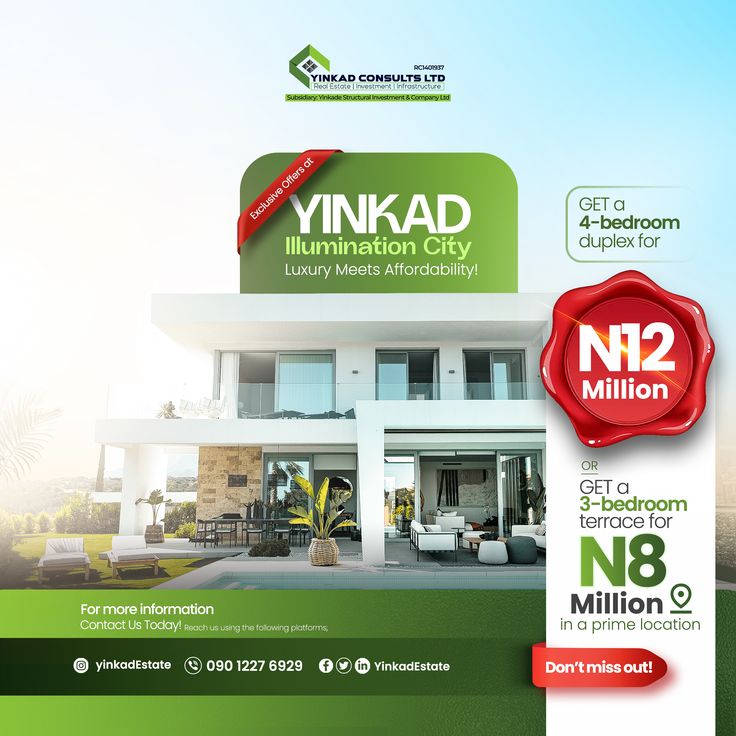 RC1401937
YINKAD CONSULTS LTD
Real Estate | Investment | Infrastructure
Subsidiary: Yinkade Structural Investment & Company Ltd
Exclusive Offers at
YINKAD
Illumination City
Luxury Meets Affordability!
GET a
4-bedroom
duplex for
N12
Million
OR
GET a
3-bedroom
terrace for
N8
Million
in a prime location
Don't miss out!
For more information
Contact Us Today! Reach us using the following platforms;
yinkadEstate 090 1227 6929 YinkadEstate